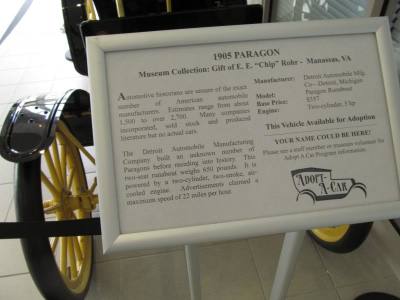 1905 PARAGON
Museum Collection: Gift of E. E. "Chip" Rohr - Manassas, VA
Automotive historians are unsure of the exact
number of American automobile
manufacturers. Estimates range from about
1,500 to over 2,700. Many companies
incorporated, sold stock and produced
literature but no actual cars.
The Detroit Automobile Manufacturing
Company built an unknown number of
Paragons before receding into history. This
two-seat runabout weighs 650 pounds. It is
powered by a two-cylinder, two-stroke, air-
cooled engine. Advertisements claimed a
maximum speed of 22 miles per hour.
Manufacturer: Detroit Automobile Mfg.
Co-- Detroit, Michigan
Model: Paragon Runabout
Base Price: $357
Engine: Two-cylinder, 5 hp
This Vehicle Available for Adoption
YOUR NAME COULD BE HERE!
Please see a staff member or museum volunteer for
Adopt A Car Program information.
ADOPT-
A-CAR